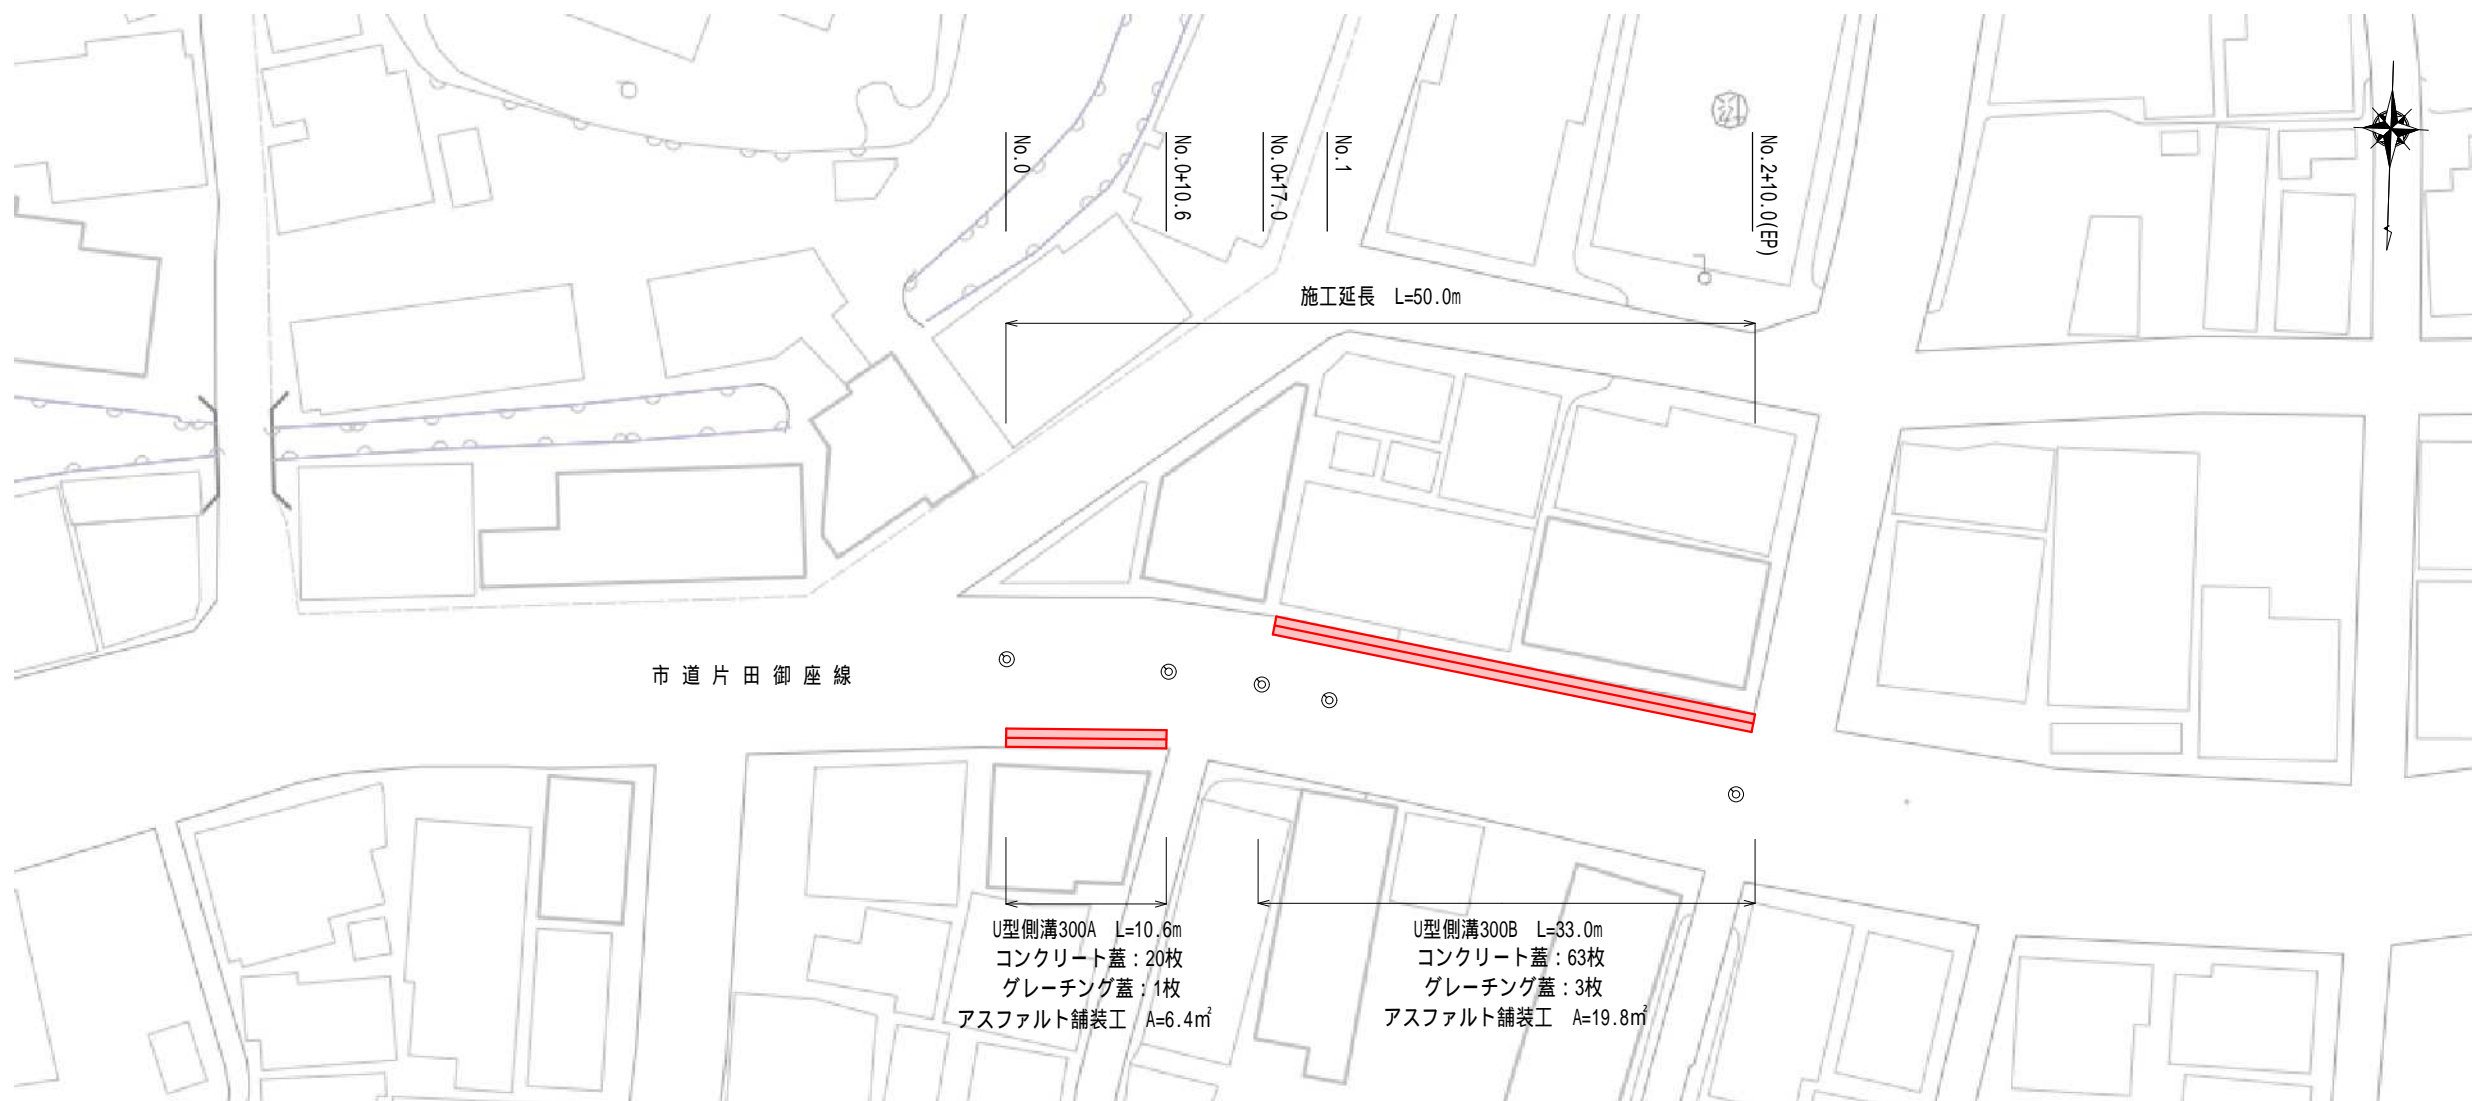 No.0
No.0+10.6
No.0+17.0
No.1
No.2+10.0(EP)
施工延長 L=50.0m
市道片田御座線
U型側溝300A L=10.6m
コンクリート蓋:20枚
グレーチング蓋:1枚
アスファルト舗装工 A=6.4㎡
U型側溝300B L=33.0m
コンクリート蓋:63枚
グレーチング蓋:3枚
アスファルト舗装工 A=19.8㎡